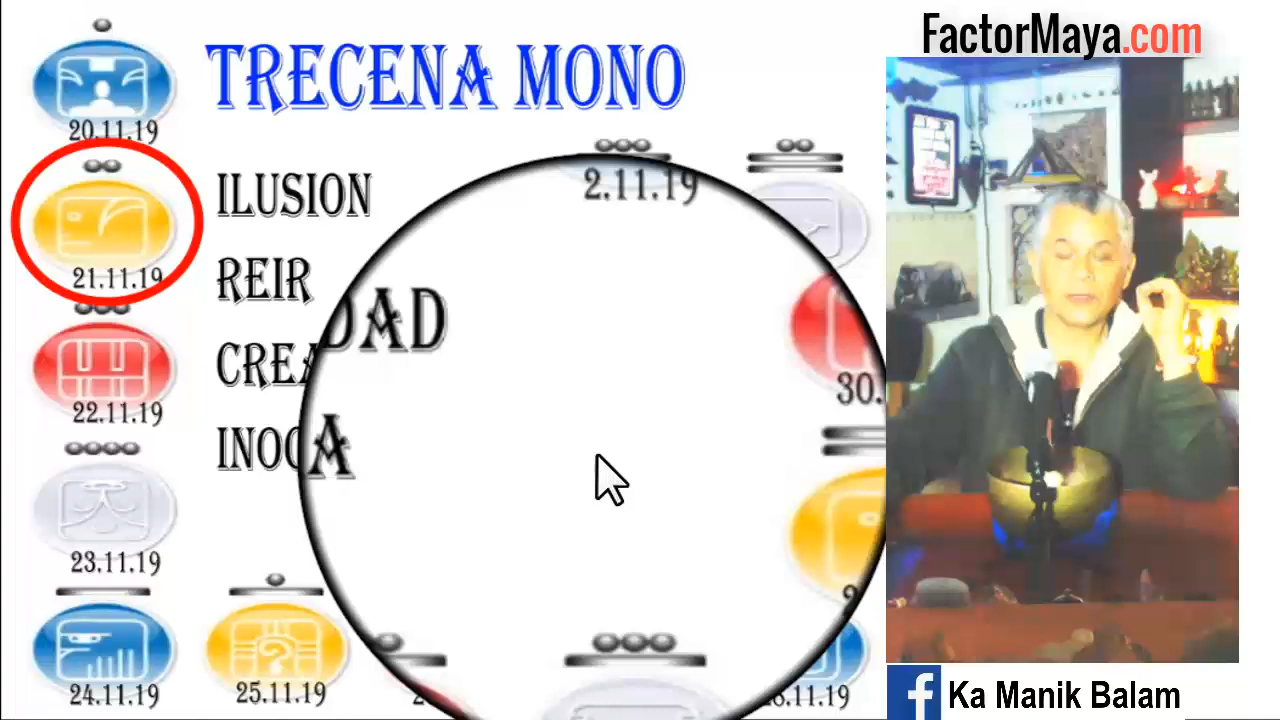 FactorMaya.com
TRECENA MONO
20.11.19
ILUSION
2.11.19
21.11.19
REIR
DAD
CREA
30.
22.11.19
INOC
A
23.11.19
24.11.19
25.11.19
Ka Manik Balam